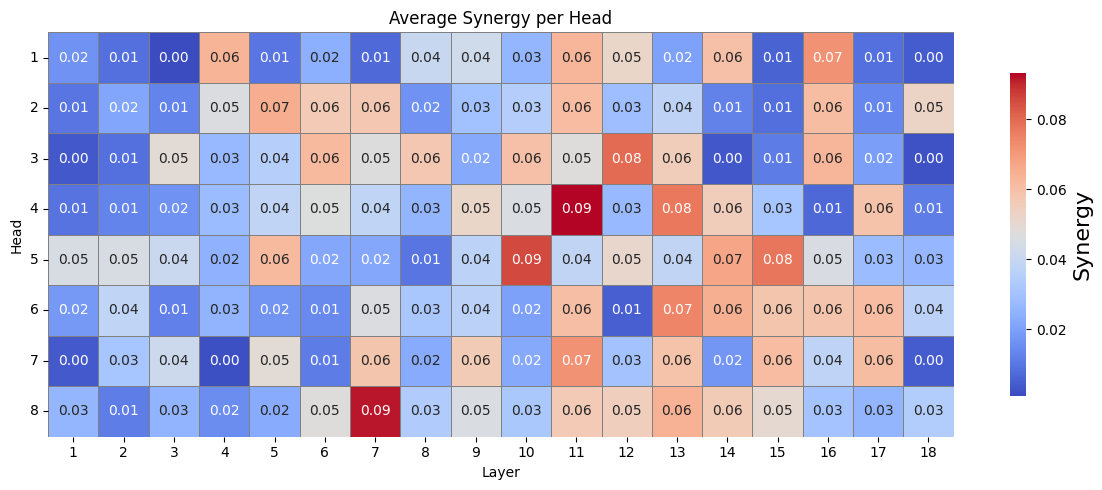 Average Synergy per Head
1 0.02 0.01 0.00 0.06 0.01 0.02 0.01 0.04 0.04 0.03 0.06 0.05 0.02 0.06 0.01 0.07 0.01 0.00
2 0.01 0.02 0.01 0.05 0.07 0.06 0.06 0.02 0.03 0.03 0.06 0.03 0.04 0.01 0.01 0.06 0.01 0.05
3 0.00 0.01 0.05 0.03 0.04 0.06 0.05 0.06 0.02 0.06 0.05 0.08 0.06 0.00 0.01 0.06 0.02 0.00
4 0.01 0.01 0.02 0.03 0.04 0.05 0.04 0.03 0.05 0.05 0.09 0.03 0.08 0.06 0.03 0.01 0.06 0.01
5 0.05 0.05 0.04 0.02 0.06 0.02 0.02 0.01 0.04 0.09 0.04 0.05 0.04 0.07 0.08 0.05 0.03 0.03
6 0.02 0.04 0.01 0.03 0.02 0.01 0.05 0.03 0.04 0.02 0.06 0.01 0.07 0.06 0.06 0.06 0.06 0.04
7 0.00 0.03 0.04 0.00 0.05 0.01 0.06 0.02 0.06 0.02 0.07 0.03 0.06 0.02 0.06 0.04 0.06 0.00
8 0.03 0.01 0.03 0.02 0.02 0.05 0.09 0.03 0.05 0.03 0.06 0.05 0.06 0.06 0.05 0.03 0.03 0.03
1 2 3 4 5 6 7 8 9 10 11 12 13 14 15 16 17 18
Layer
Head
0.08
0.06
0.04
0.02
Synergy